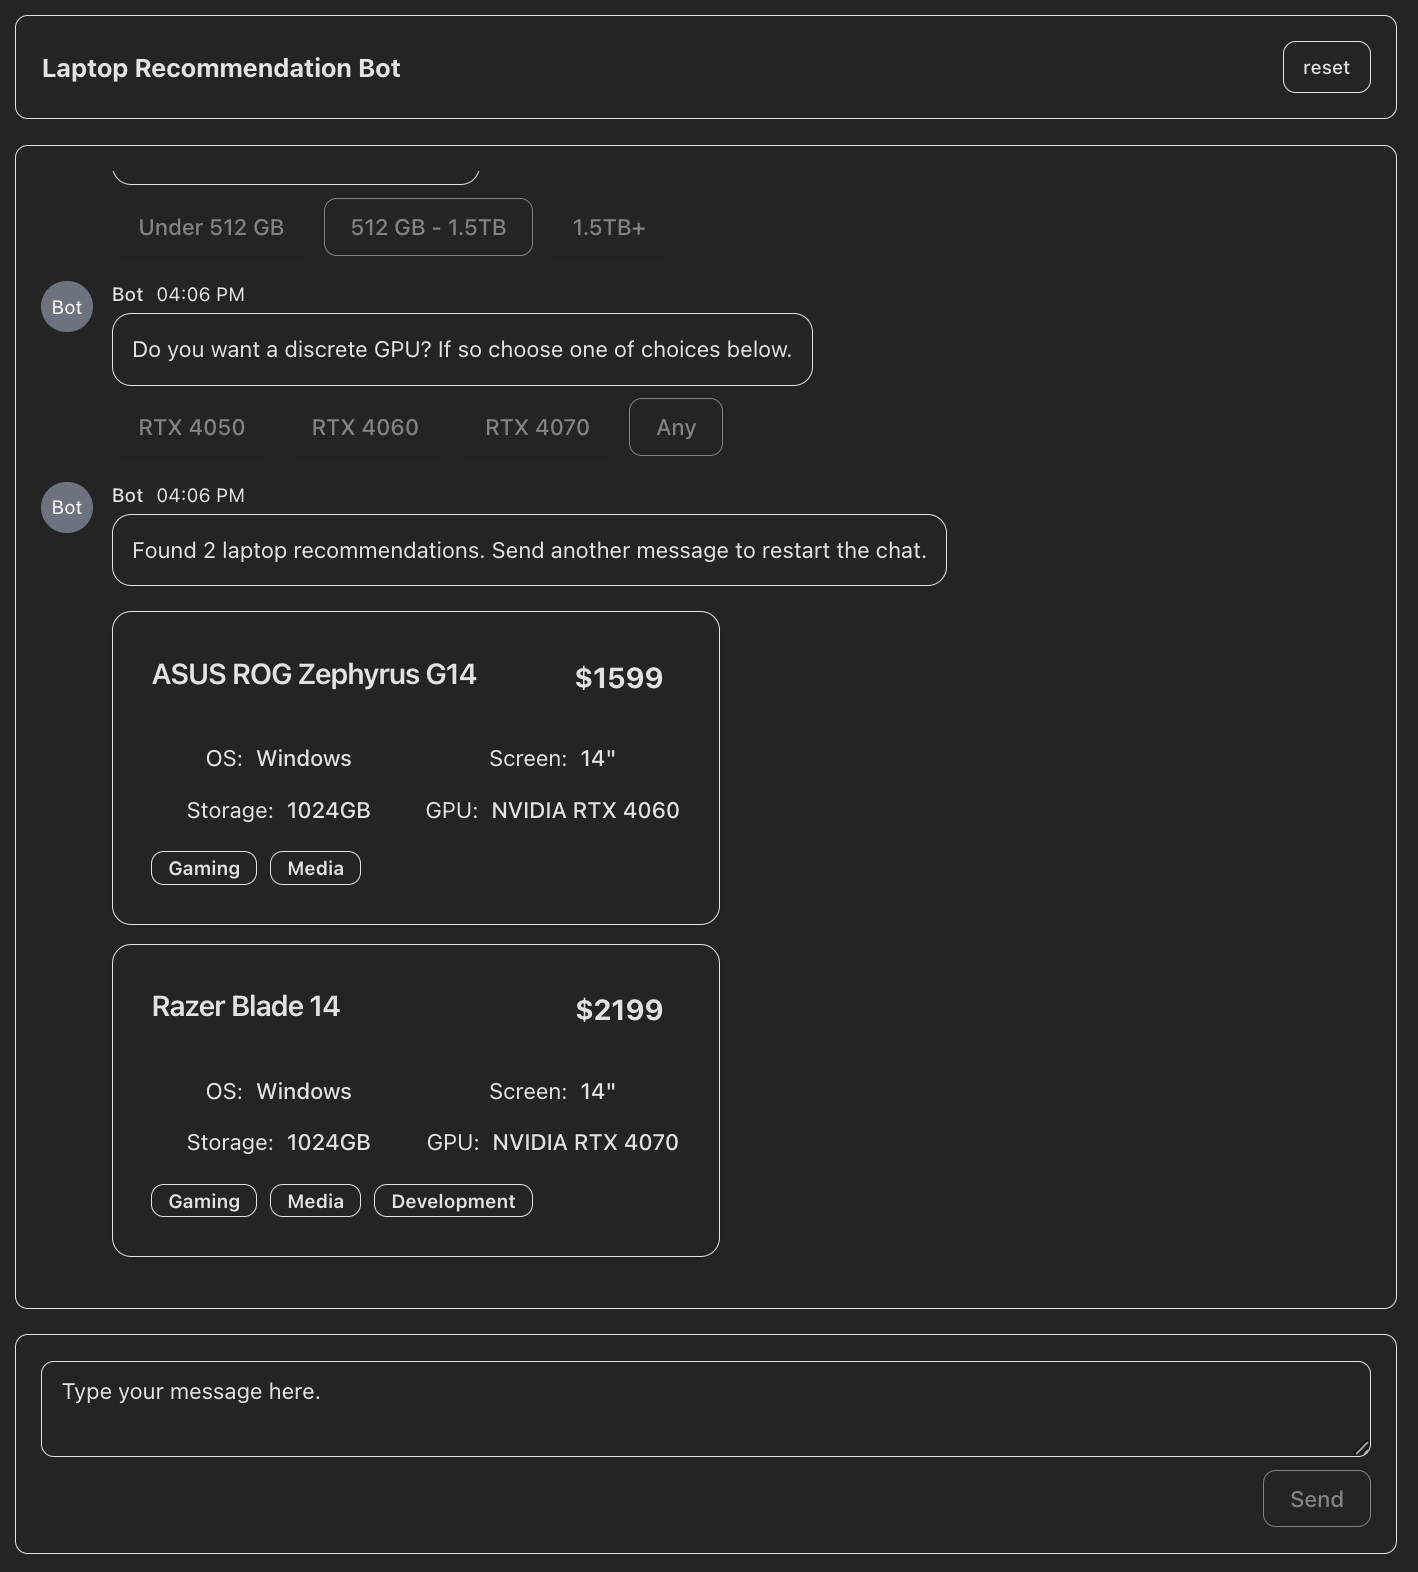 Laptop Recommendation Bot
reset
Under 512 GB 512 GB - 1.5TB 1.5TB+
Bot
Bot 04:06 PM
Do you want a discrete GPU? If so choose one of choices below.
RTX 4050 RTX 4060 RTX 4070 Any
Bot
Bot 04:06 PM
Found 2 laptop recommendations. Send another message to restart the chat.
ASUS ROG Zephyrus G14 $1599
OS: Windows Screen: 14"
Storage: 1024GB GPU: NVIDIA RTX 4060
Gaming Media
Razer Blade 14 $2199
OS: Windows Screen: 14"
Storage: 1024GB GPU: NVIDIA RTX 4070
Gaming Media Development
Type your message here.
Send